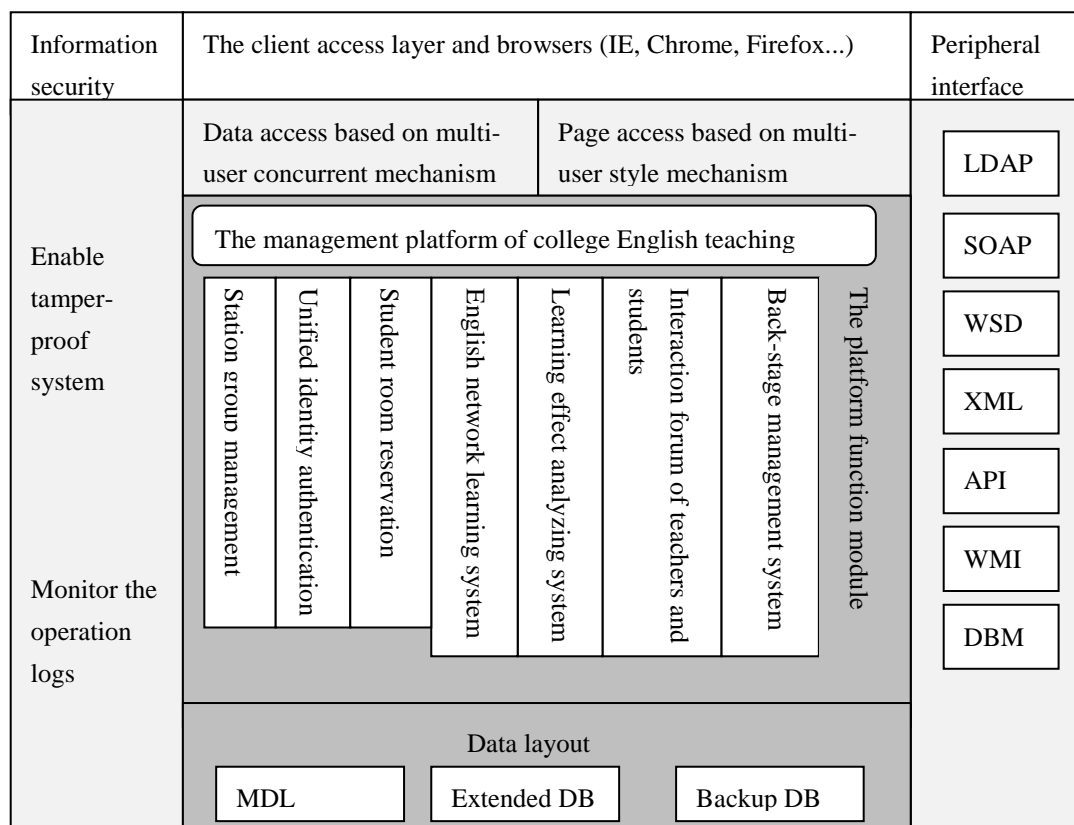 Information
security
The client access layer and browsers (IE, Chrome, Firefox...)
Peripheral
interface
Data access based on multi-
user concurrent mechanism
Page access based on multi-
user style mechanism
Enable
tamper-
proof
system
Monitor the
operation
logs
The management platform of college English teaching
Station group management
Unified identity authentication
Student room reservation
English network learning system
Learning effect analyzing system
Interaction forum of teachers and
students
Back-stage management system
The platform function module
Data layout
MDL
Extended DB
Backup DB
LDAP
SOAP
WSD
XML
API
WMI
DBM